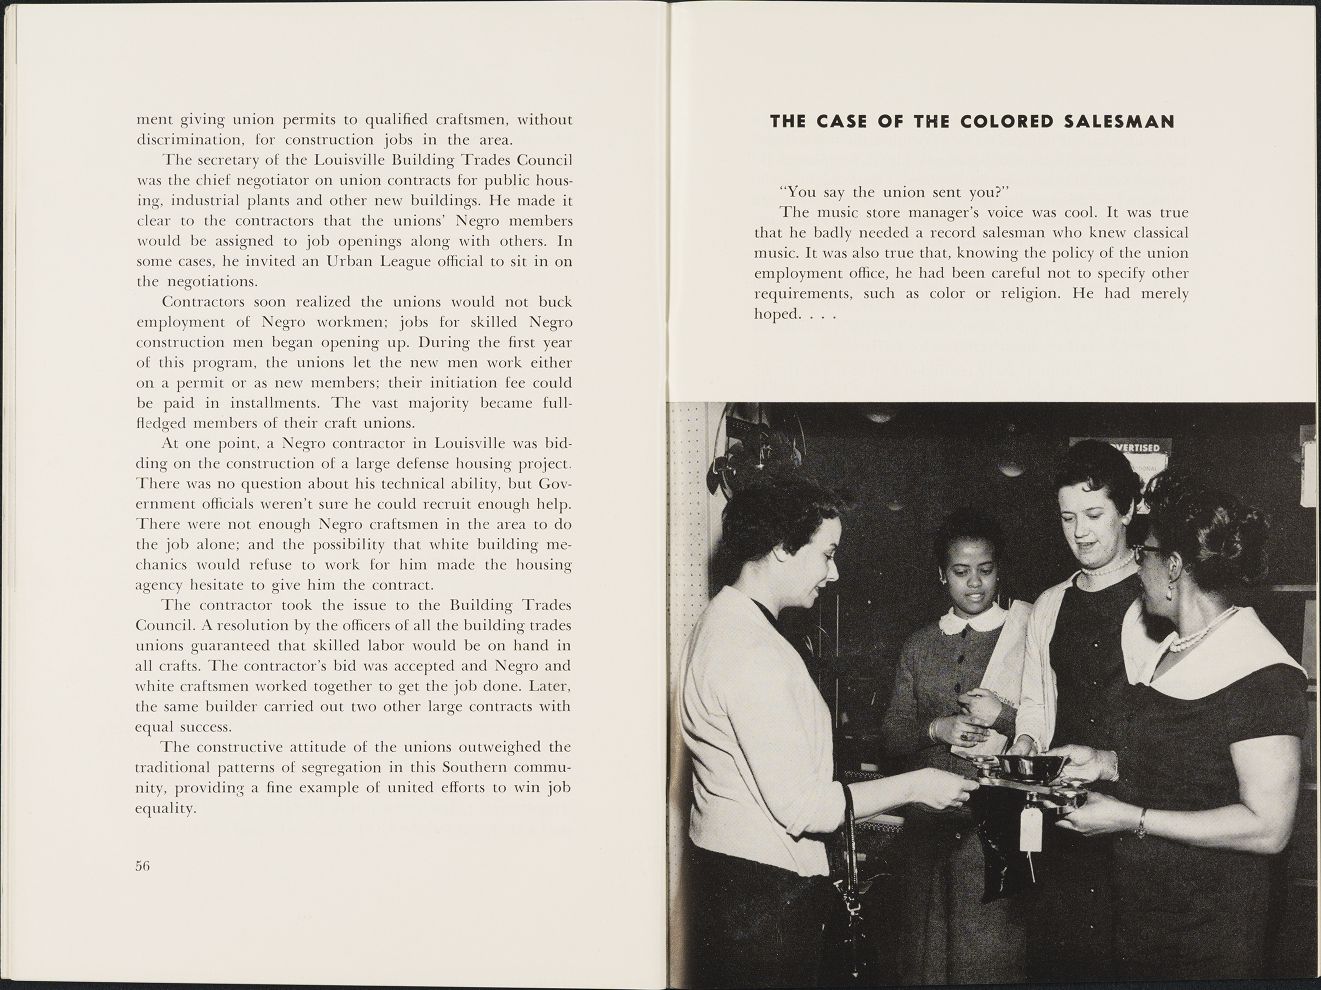 ment giving union permits to qualified craftsmen, without
discrimination, for construction jobs in the area.
The secretary of the Louisville Building Trades Council
was the chief negotiator on union contracts for public hous-
ing, industrial plants and other new buildings. He made it
clear to the contractors that the unions' Negro members
would be assigned to job openings along with others. In
some cases, he invited an Urban League official to sit in on
the negotiations.
Contractors soon realized the unions would not buck
employment of Negro workmen; jobs for skilled Negro
construction men began opening up. During the first year
of this program, the unions let the new men work either
on a permit or as new members; their initiation fee could
be paid in installments. The vast majority became full-
fledged members of their craft unions.
At one point, a Negro contractor in Louisville was bid-
ding on the construction of a large defense housing project.
There was no question about his technical ability, but Gov-
ernment officials weren't sure he could recruit enough help.
There were not enough Negro craftsmen in the area to do
the job alone; and the possibility that white building me-
chanics would refuse to work for him made the housing
agency hesitate to give him the contract.
The contractor took the issue to the Building Trades
Council. A resolution by the officers of all the building trades
unions guaranteed that skilled labor would be on hand in
all crafts. The contractor's bid was accepted and Negro and
white craftsmen worked together to get the job done. Later,
the same builder carried out two other large contracts with
equal success.
The constructive attitude of the unions outweighed the
traditional patterns of segregation in this Southern commu-
nity, providing a fine example of united efforts to win job
equality.
56
THE CASE OF THE COLORED SALESMAN
"You say the union sent you?"
The music store manager's voice was cool. It was true
that he badly needed a record salesman who knew classical
music. It was also true that, knowing the policy of the union
employment office, he had been careful not to specify other
requirements, such as color or religion. He had merely
hoped. . . .
VERTISED